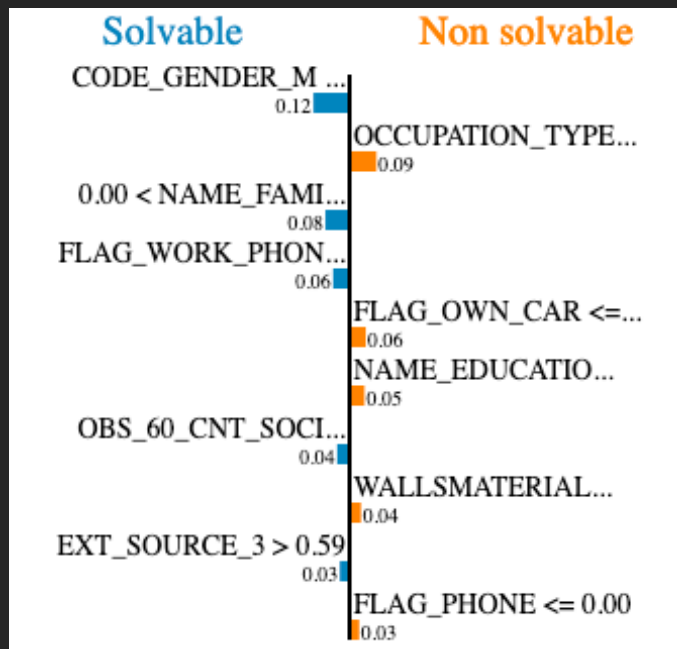 Solvable Non solvable
CODE_GENDER_M ...
0.12
OCCUPATION_TYPE...
0.09
0.00 < NAME_FAMI...
0.08
FLAG_WORK_PHON...
0.06
FLAG_OWN_CAR <=...
0.06
NAME_EDUCATIO...
0.05
OBS_60_CNT_SOCI...
0.04
WALLSMATERIAL...
0.04
EXT_SOURCE_3 > 0.59
0.03
FLAG_PHONE <= 0.00
0.03